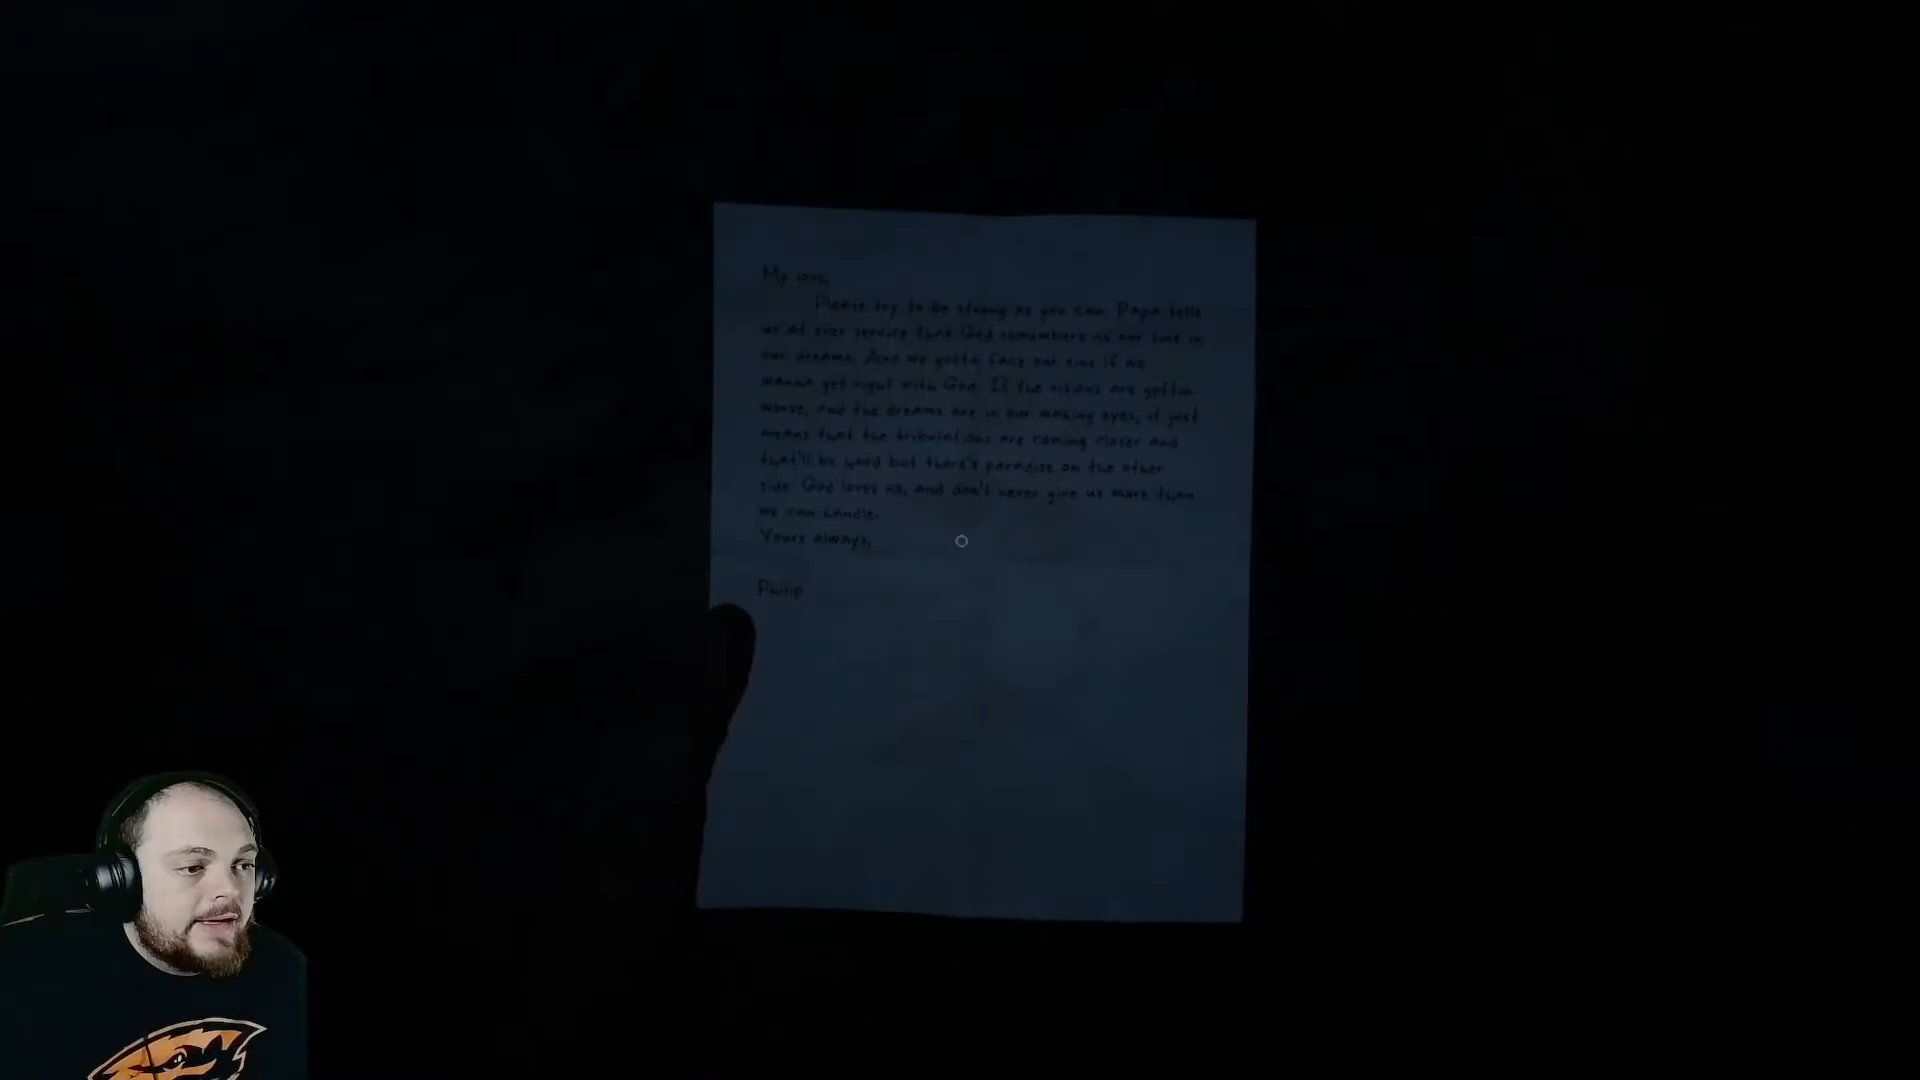 My love,
Please try to be strong as you can. Papa tells
us at ever service that God remembers us our sins in
our dreams. And we gotta face our sins if we
wanna get right with God. If the visions are gettin
worse, and the dreams are in our waking eyes, it just
means that the tribulations are coming closer and
that'll be hard but there's paradise on the other
side. God loves us, and don't never give us more than
we can handle.
Yours always,
Philip